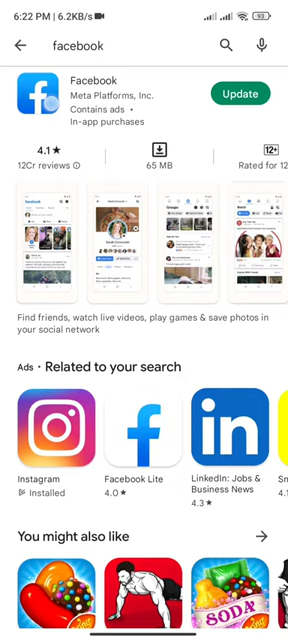 6:22 PM | 6.2KB/s
93
facebook
Facebook
Meta Platforms, Inc.
Contains ads •
In-app purchases
Update
4.1★
12Cr reviews
65 MB
12+
Rated for 12
Find friends, watch live videos, play games & save photos in
your social network
Ads • Related to your search
Instagram
Installed
Facebook Lite
4.0★
LinkedIn: Jobs &
Business News
4.3★
Sn
4.1
You might also like
SODA